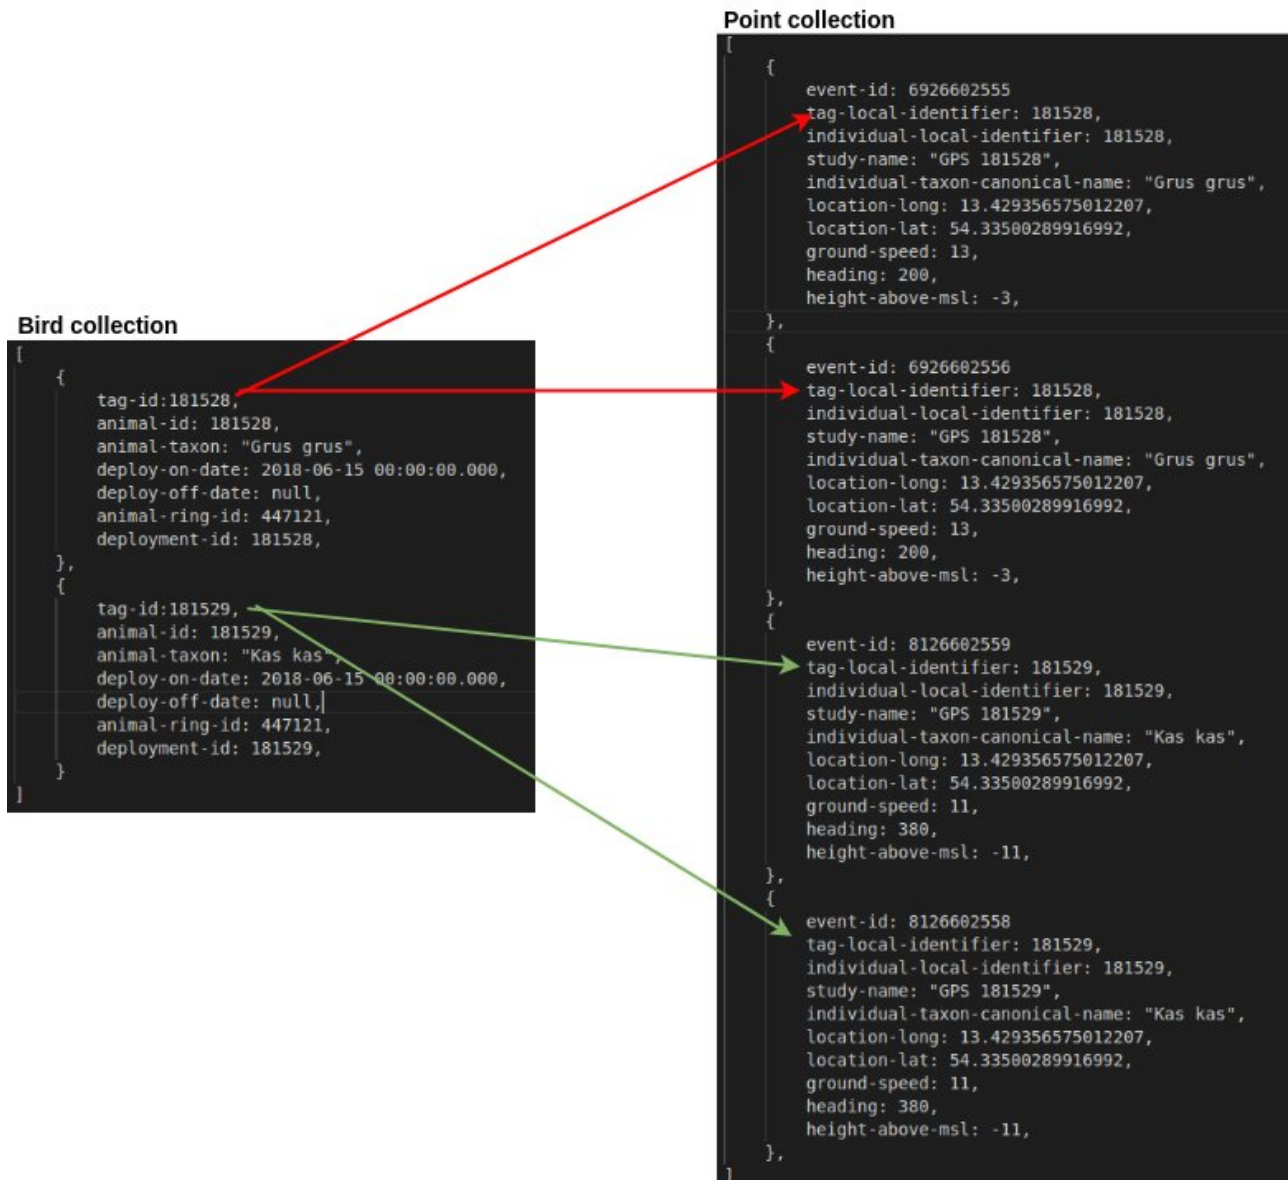 Point collection
[
{
event-id: 6926602555
tag-local-identifier: 181528,
individual-local-identifier: 181528,
study-name: "GPS 181528",
individual-taxon-canonical-name: "Grus grus",
location-long: 13.429356575012207,
location-lat: 54.33500289916992,
ground-speed: 13,
heading: 200,
height-above-msl: -3,
},
{
event-id: 6926602556
tag-local-identifier: 181528,
individual-local-identifier: 181528,
study-name: "GPS 181528",
individual-taxon-canonical-name: "Grus grus",
location-long: 13.429356575012207,
location-lat: 54.33500289916992,
ground-speed: 13,
heading: 200,
height-above-msl: -3,
},
{
event-id: 8126602559
tag-local-identifier: 181529,
individual-local-identifier: 181529,
study-name: "GPS 181529",
individual-taxon-canonical-name: "Kas kas",
location-long: 13.429356575012207,
location-lat: 54.33500289916992,
ground-speed: 11,
heading: 380,
height-above-msl: -11,
},
{
event-id: 8126602558
tag-local-identifier: 181529,
individual-local-identifier: 181529,
study-name: "GPS 181529",
individual-taxon-canonical-name: "Kas kas",
location-long: 13.429356575012207,
location-lat: 54.33500289916992,
ground-speed: 11,
heading: 380,
height-above-msl: -11,
},
]
Bird collection
[
{
tag-id:181528,
animal-id: 181528,
animal-taxon: "Grus grus",
deploy-on-date: 2018-06-15 00:00:00.000,
deploy-off-date: null,
animal-ring-id: 447121,
deployment-id: 181528,
},
{
tag-id:181529,
animal-id: 181529,
animal-taxon: "Kas kas",
deploy-on-date: 2018-06-15 00:00:00.000,
deploy-off-date: null,
animal-ring-id: 447121,
deployment-id: 181529,
}
]